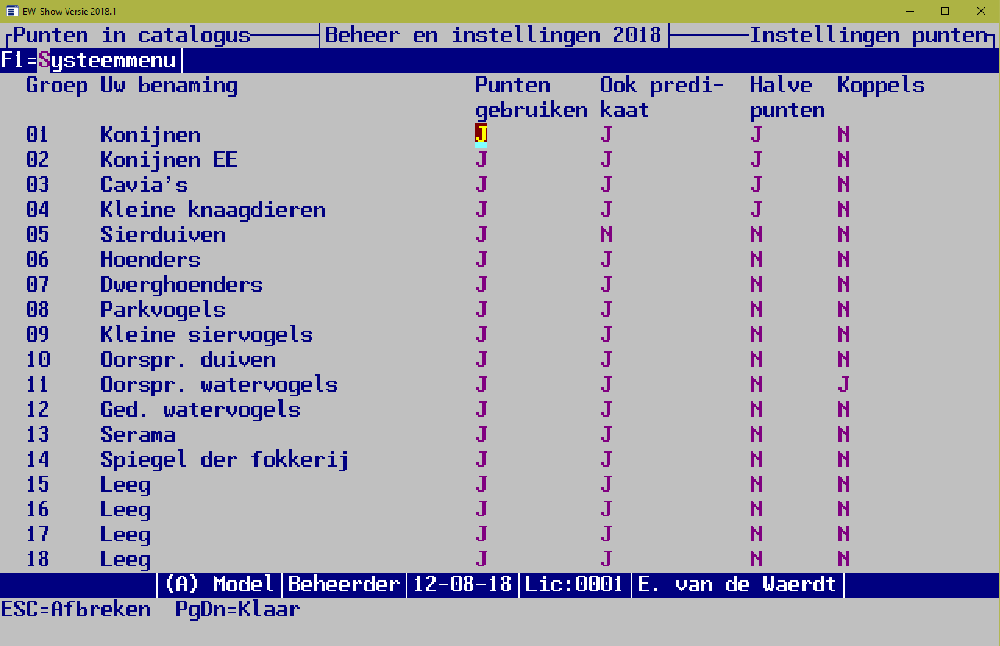 EW-Show Versie 2018.1
Punten in catalogus Beheer en instellingen 2018 Instellingen punten
F1=Systeemmenu
Groep Uw benaming Punten Ook predi- Halve Koppels
gebruiken kaat punten
01 Konijnen J J J N
02 Konijnen EE J J J N
03 Cavia's J J J N
04 Kleine knaagdieren J J J N
05 Sierduiven J N N N
06 Hoenders J J N N
07 Dwerghoenders J J N N
08 Parkvogels J J N N
09 Kleine siervogels J J N N
10 Oorspr. duiven J J N N
11 Oorspr. watervogels J J N J
12 Ged. watervogels J J N N
13 Serama J J N N
14 Spiegel der fokkerij J J N N
15 Leeg J J N N
16 Leeg J J N N
17 Leeg J J N N
18 Leeg J J N N
(A) Model Beheerder 12-08-18 Lic:0001 E. van de Waerdt
ESC=Afbreken PgDn=Klaar